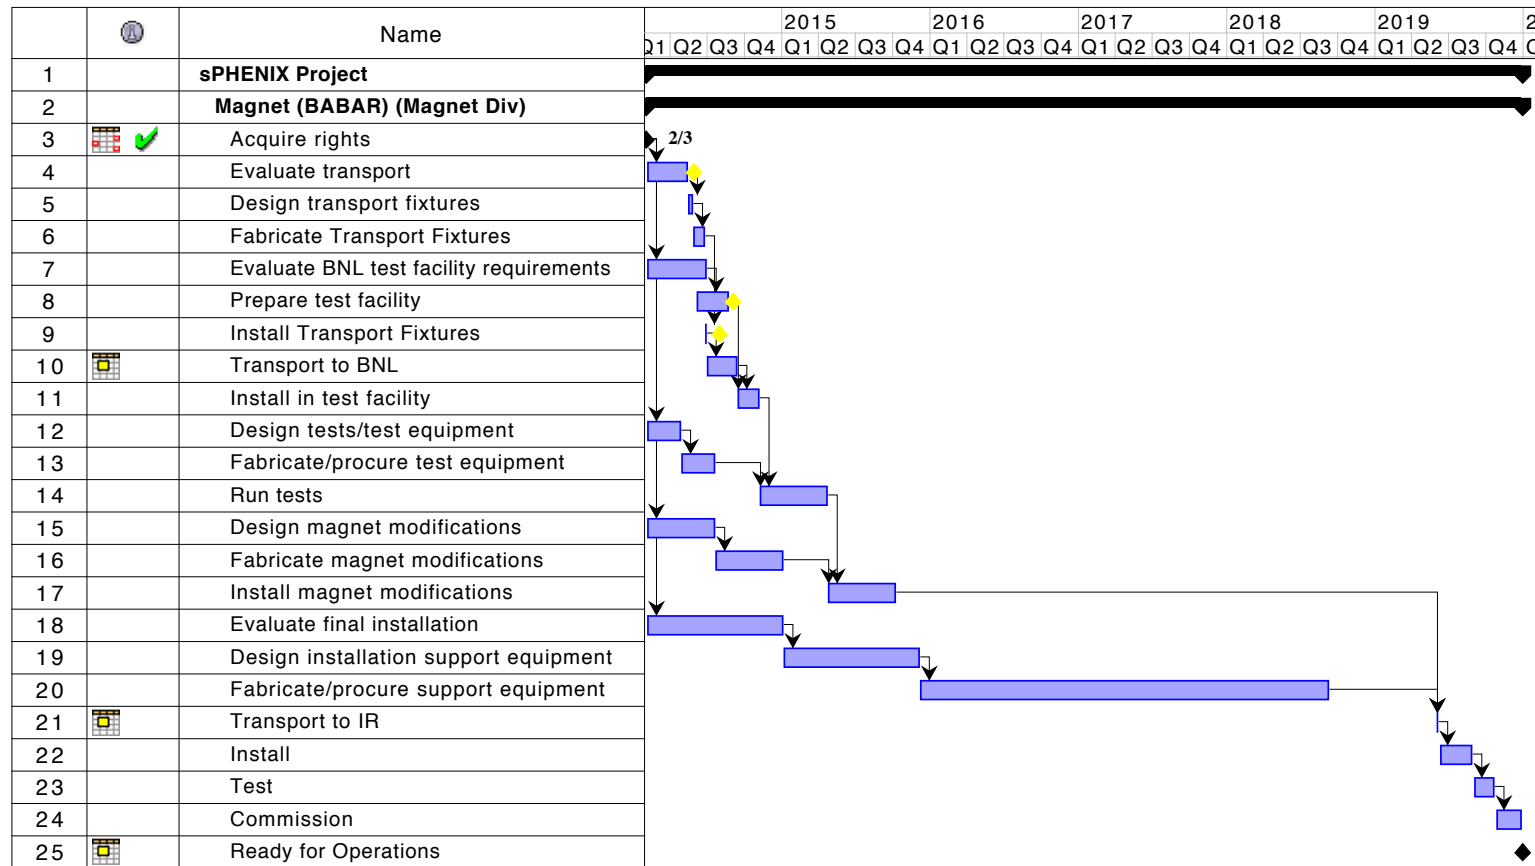 2015 2016 2017 2018 2019 2
Name
Q1 Q2 Q3 Q4 Q1 Q2 Q3 Q4 Q1 Q2 Q3 Q4 Q1 Q2 Q3 Q4 Q1 Q2 Q3 Q4 Q1 Q2 Q3 Q4
1 sPHENIX Project
2 Magnet (BABAR) (Magnet Div)
3 Acquire rights 2/3
4 Evaluate transport
5 Design transport fixtures
6 Fabricate Transport Fixtures
7 Evaluate BNL test facility requirements
8 Prepare test facility
9 Install Transport Fixtures
10 Transport to BNL
11 Install in test facility
12 Design tests/test equipment
13 Fabricate/procure test equipment
14 Run tests
15 Design magnet modifications
16 Fabricate magnet modifications
17 Install magnet modifications
18 Evaluate final installation
19 Design installation support equipment
20 Fabricate/procure support equipment
21 Transport to IR
22 Install
23 Test
24 Commission
25 Ready for Operations